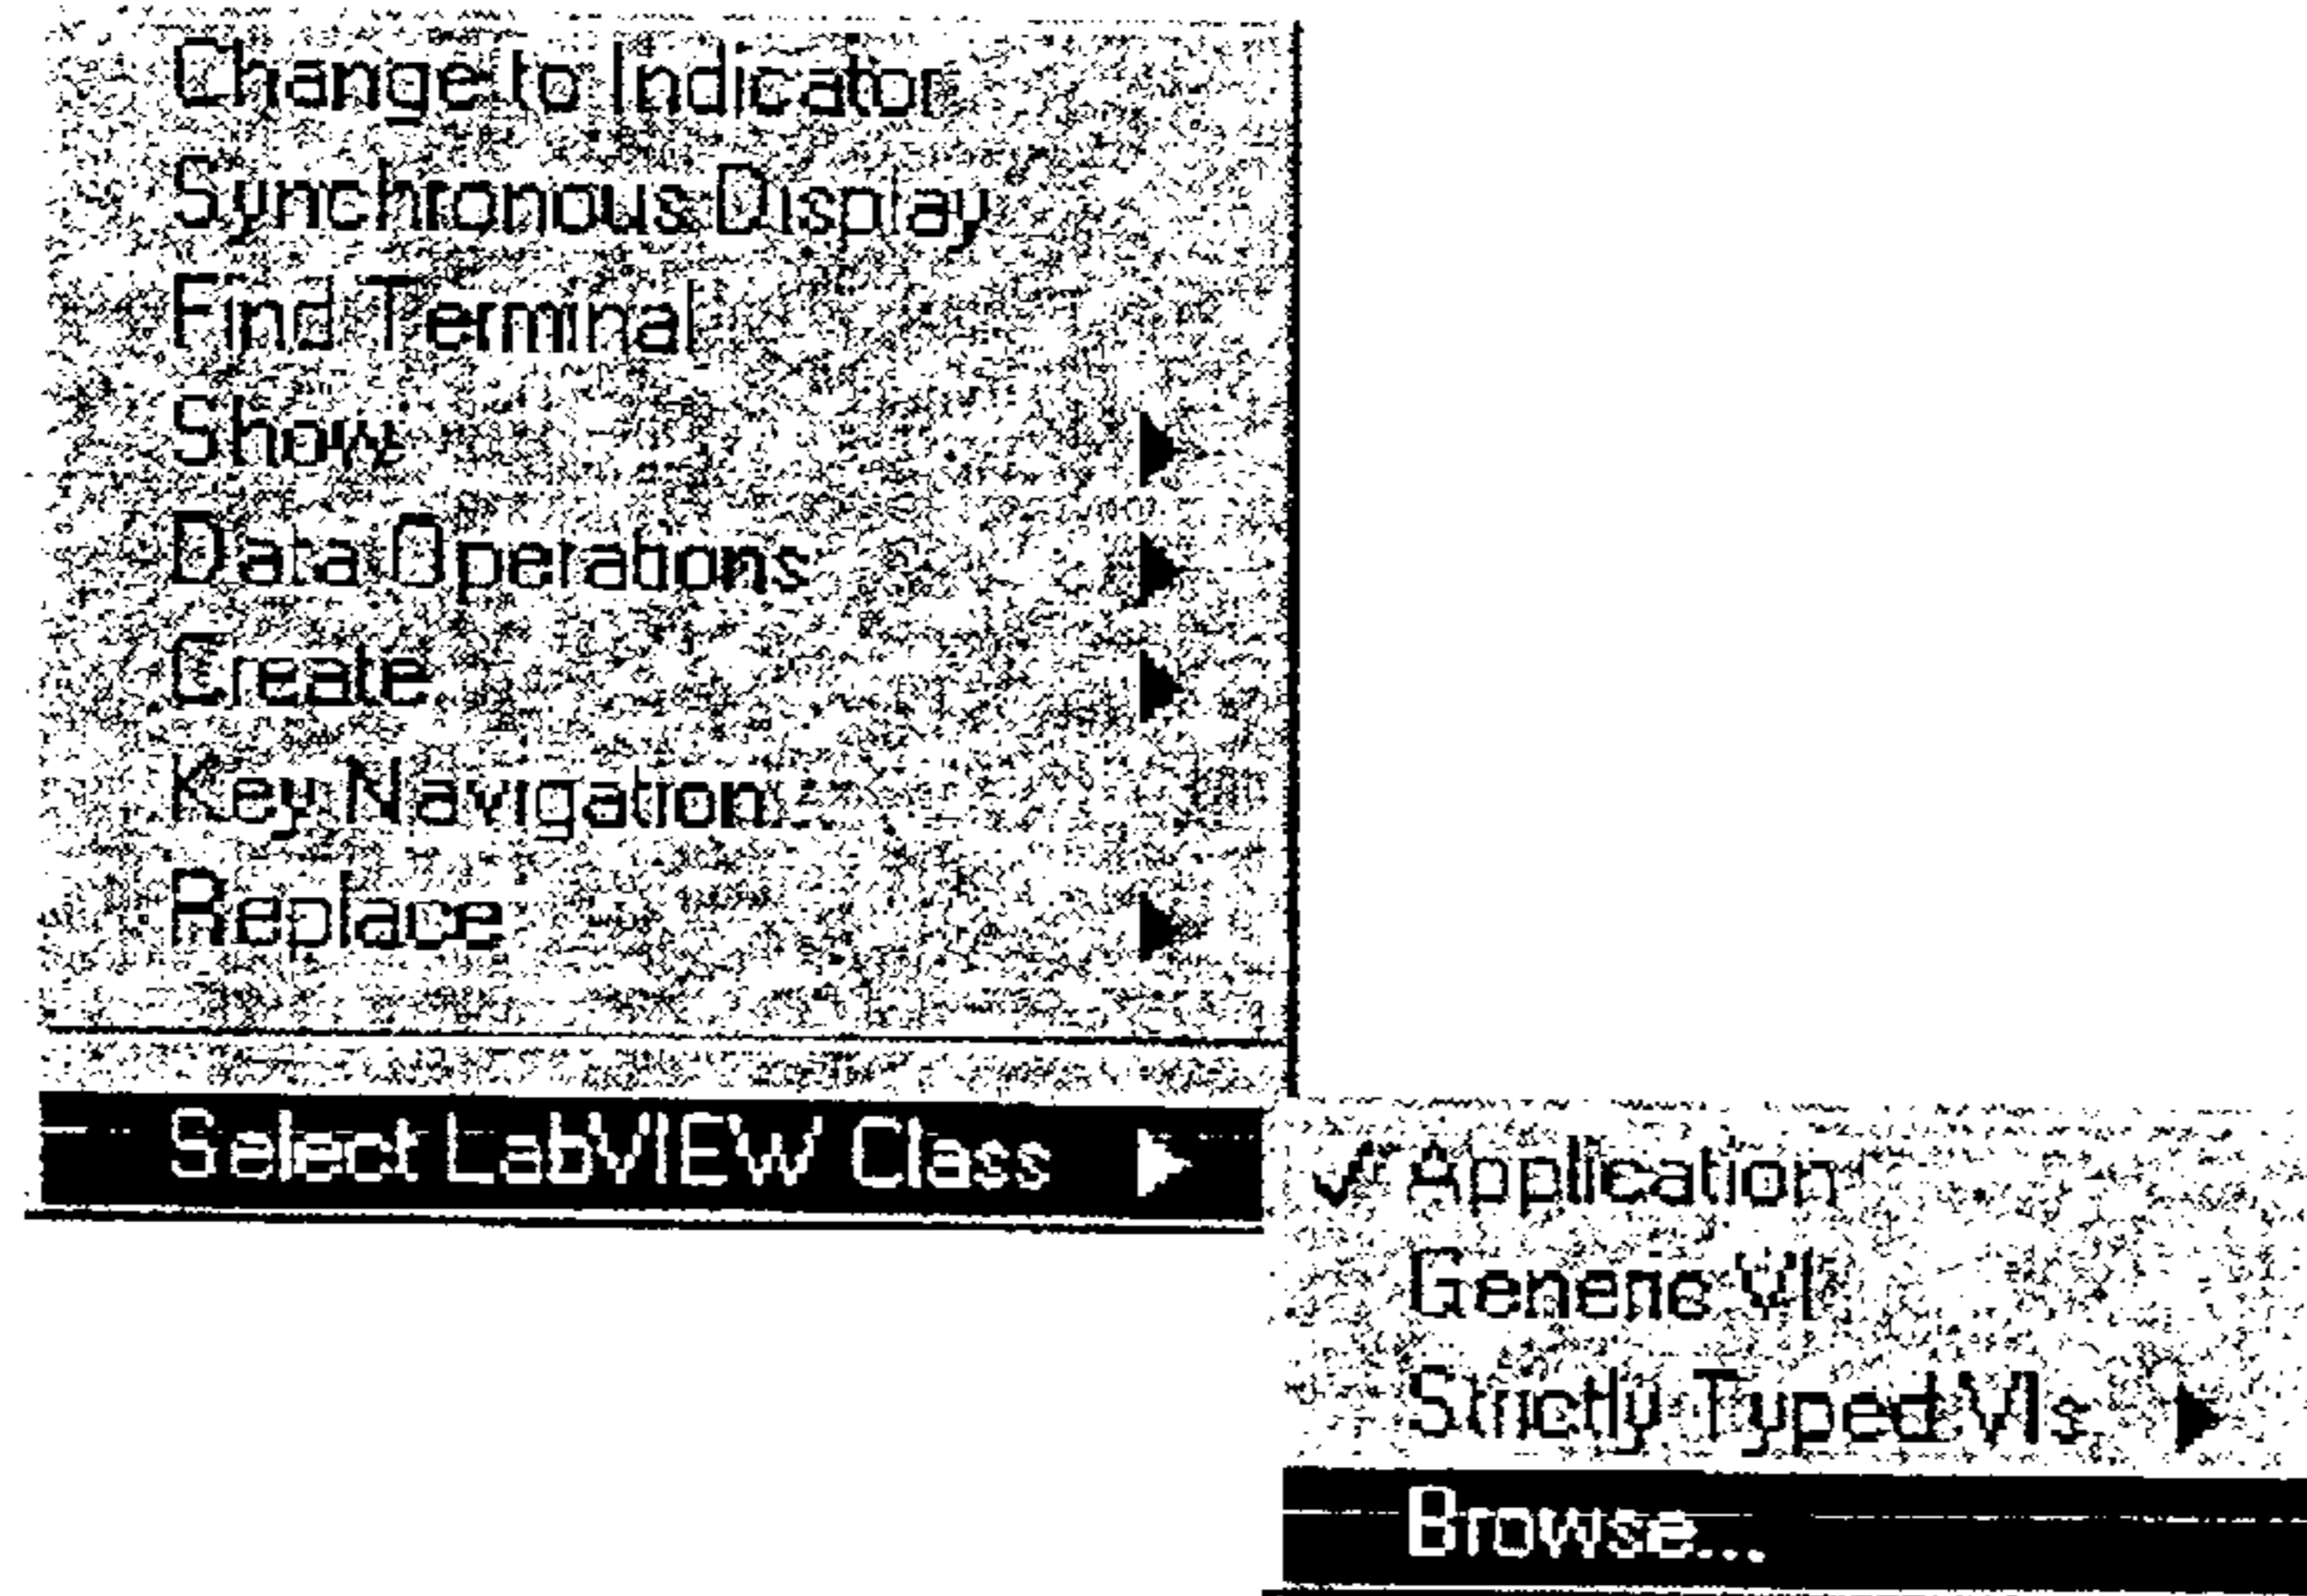 Change to Indicator
Synchronous Display
Find Terminal
Show
Data Operations
Create
Key Navigation...
Replace
Select LabVIEW Class
Application
Generic VI
Strictly Typed VIs
Browse...